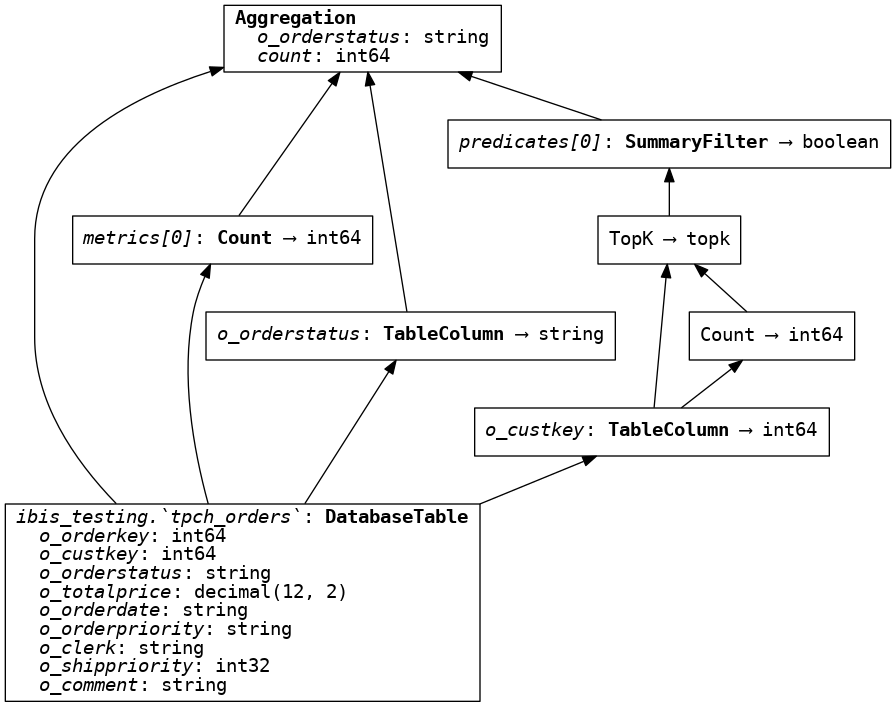 Aggregation
o_orderstatus: string
count: int64
predicates[0]: SummaryFilter → boolean
metrics[0]: Count → int64
TopK → topk
o_orderstatus: TableColumn → string
Count → int64
o_custkey: TableColumn → int64
ibis_testing.`tpch_orders`: DatabaseTable
o_orderkey: int64
o_custkey: int64
o_orderstatus: string
o_totalprice: decimal(12, 2)
o_orderdate: string
o_orderpriority: string
o_clerk: string
o_shippriority: int32
o_comment: string